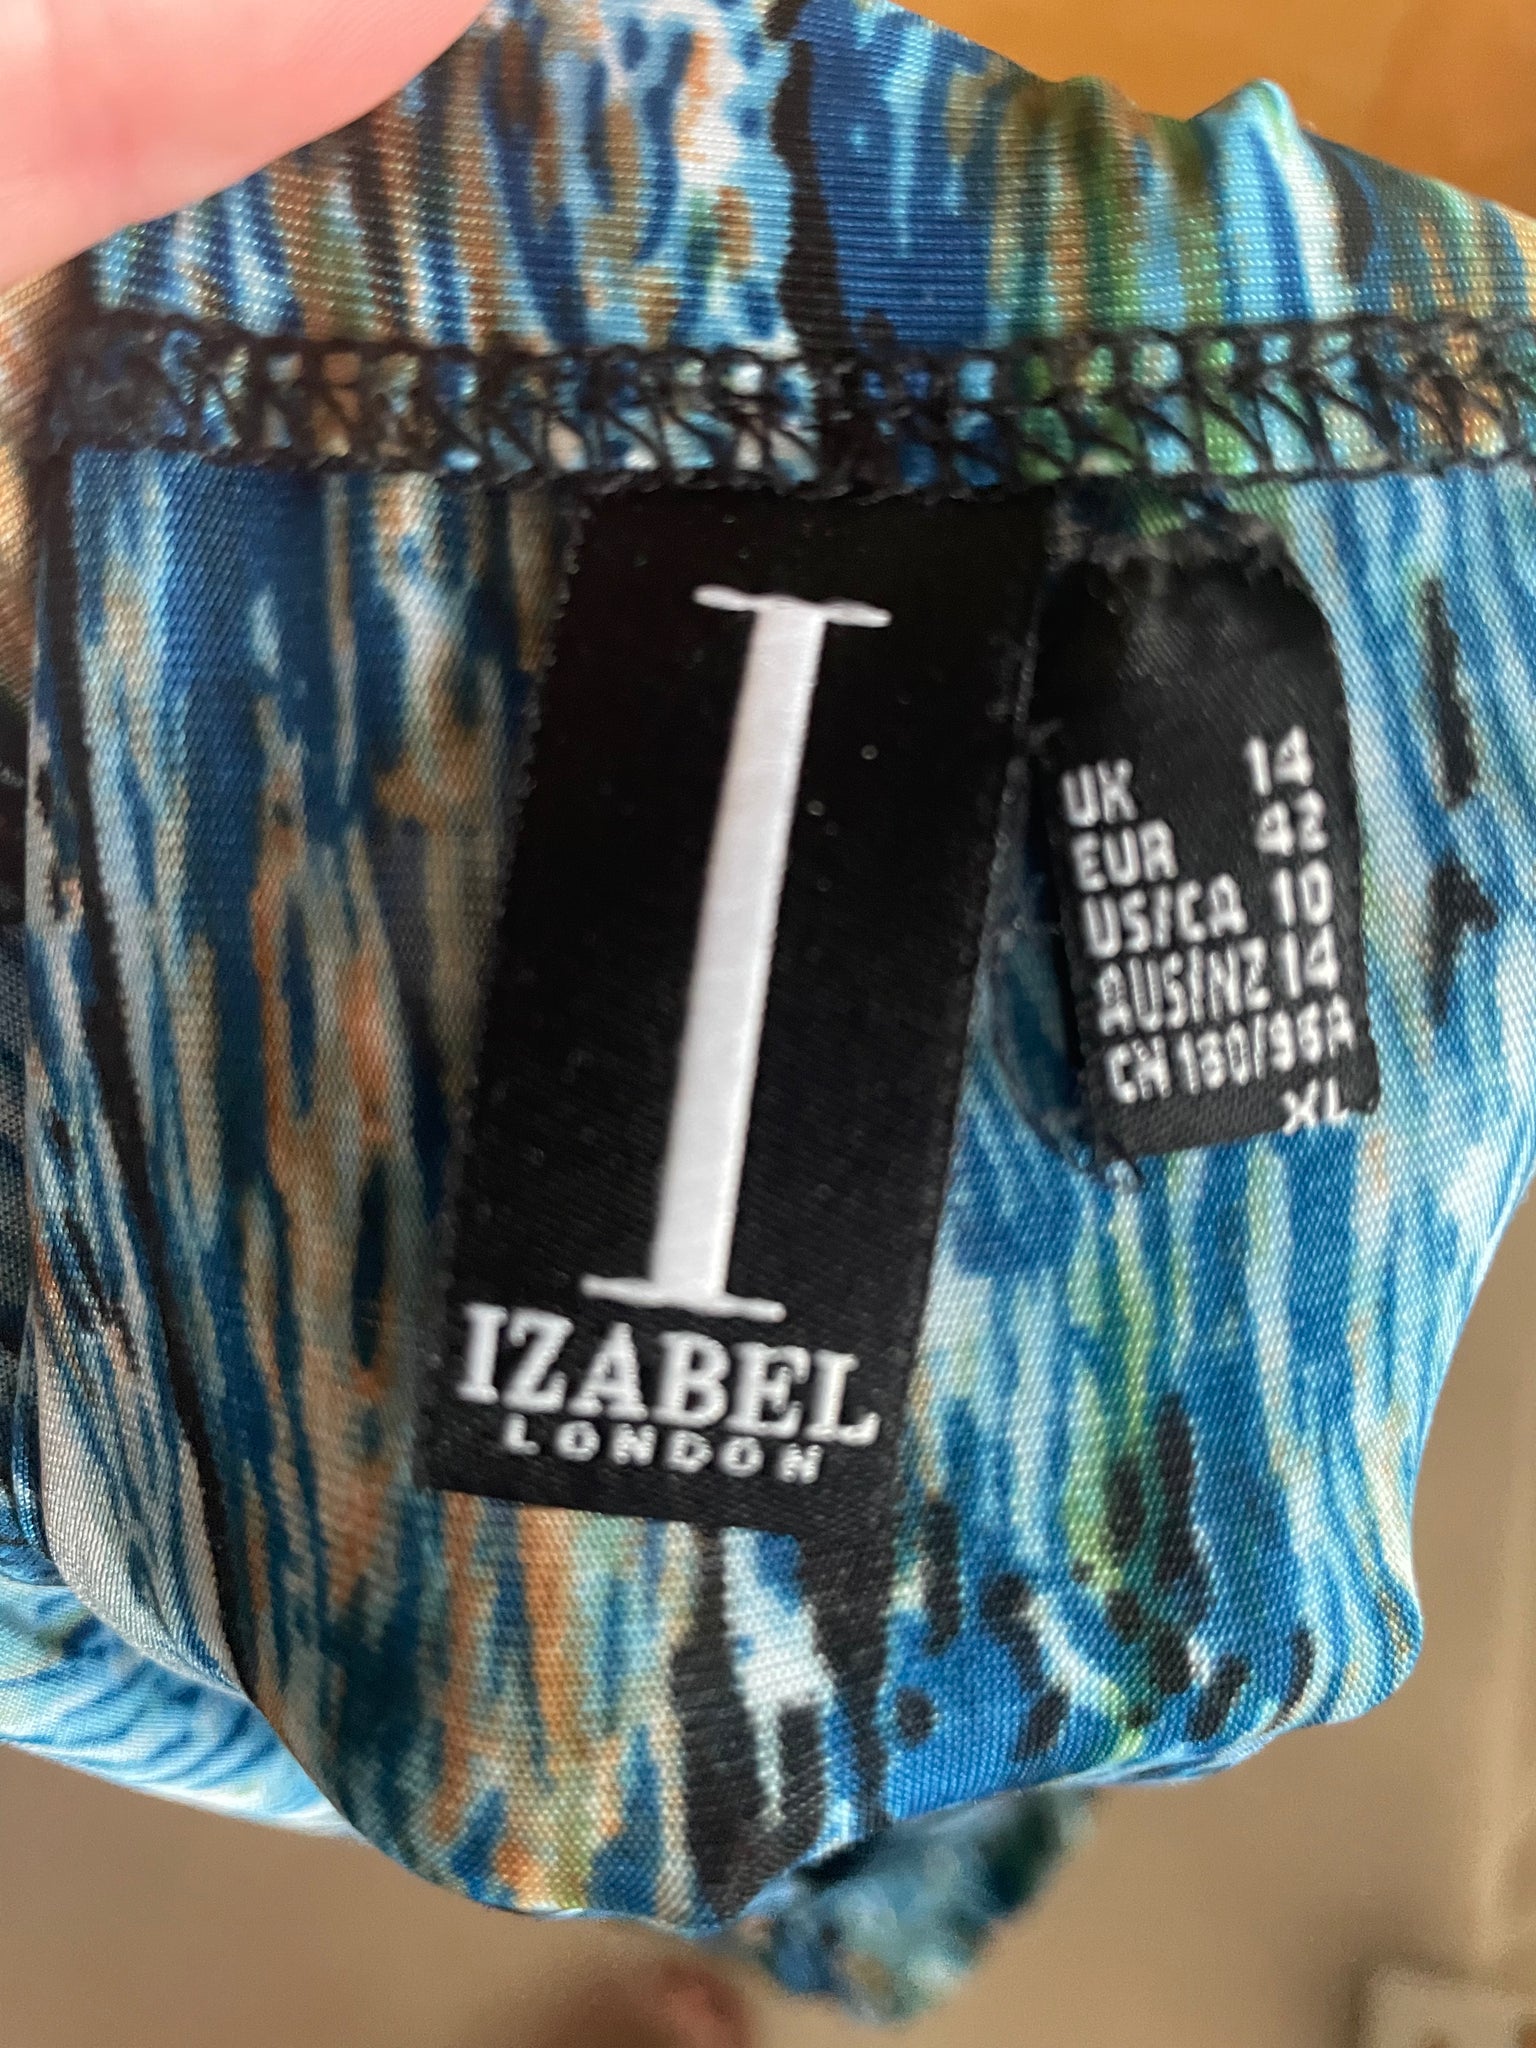 I
IZABEL
LONDON
UK 14
EUR 42
US/CA 10
AUS/NZ 14
CN 180/96A
XL